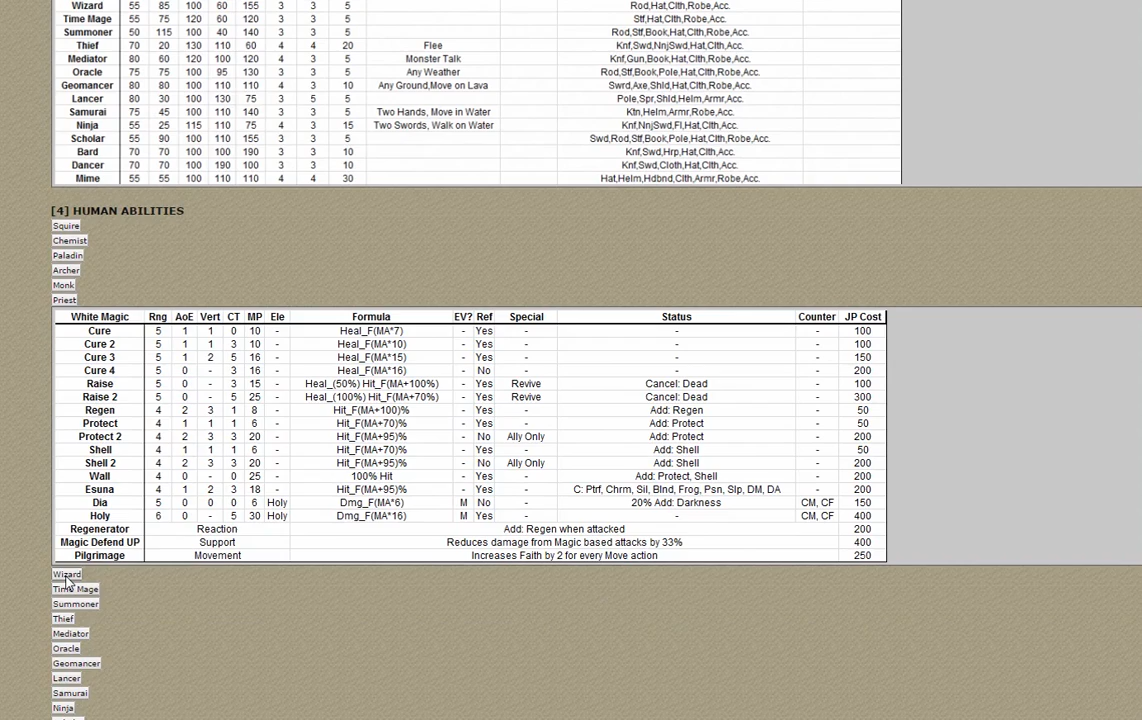 Wizard 55 85 100 60 155 3 3 5 Rod,Hat,Clth,Robe,Acc.
Time Mage 55 75 120 60 120 3 3 5 Stf,Hat,Clth,Robe,Acc.
Summoner 50 115 100 40 140 3 3 5 Rod,Stf,Book,Hat,Clth,Robe,Acc.
Thief 70 20 130 110 60 4 4 20 Flee Knf,Swd,NnjSwd,Hat,Clth,Acc.
Mediator 80 60 120 100 120 4 3 5 Monster Talk Knf,Gun,Book,Hat,Clth,Robe,Acc.
Oracle 75 75 100 95 130 3 3 5 Any Weather Rod,Stf,Book,Pole,Hat,Clth,Robe,Acc.
Geomancer 80 80 100 110 110 4 3 10 Any Ground,Move on Lava Swrd,Axe,Shld,Hat,Clth,Robe,Acc.
Lancer 80 30 100 130 75 3 5 5 Pole,Spr,Shld,Helm,Armr,Acc.
Samurai 75 45 100 110 140 3 3 5 Two Hands, Move in Water Ktn,Helm,Armr,Robe,Acc.
Ninja 55 25 115 110 75 4 3 15 Two Swords, Walk on Water Knf,NnjSwd,Fl,Hat,Clth,Acc.
Scholar 55 90 100 110 155 3 3 5 Swd,Rod,Stf,Book,Pole,Hat,Clth,Robe,Acc.
Bard 70 70 100 100 190 3 3 10 Knf,Swd,Hrp,Hat,Clth,Acc.
Dancer 70 70 100 190 100 3 3 10 Knf,Swd,Cloth,Hat,Clth,Acc.
Mime 55 55 100 110 110 4 4 30 Hat,Helm,Hdbnd,Clth,Armr,Robe,Acc.
[4] HUMAN ABILITIES
Squire
Chemist
Paladin
Archer
Monk
Priest
White Magic Rng AoE Vert CT MP Ele Formula EV? Ref Special Status Counter JP Cost
Cure 5 1 1 0 10 - Heal_F(MA*7) - Yes - - - 100
Cure 2 5 1 1 3 10 - Heal_F(MA*10) - Yes - - - 100
Cure 3 5 1 2 5 16 - Heal_F(MA*15) - Yes - - - 150
Cure 4 5 0 - 3 16 - Heal_F(MA*16) - No - - - 200
Raise 5 0 - 3 15 - Heal_(50%) Hit_F(MA+100%) - Yes Revive Cancel: Dead - 100
Raise 2 5 0 - 5 25 - Heal_(100%) Hit_F(MA+70%) - Yes Revive Cancel: Dead - 300
Regen 4 2 3 1 8 - Hit_F(MA+100)% - Yes - Add: Regen - 50
Protect 4 1 1 1 6 - Hit_F(MA+70)% - Yes - Add: Protect - 50
Protect 2 4 2 3 3 20 - Hit_F(MA+95)% - No Ally Only Add: Protect - 200
Shell 4 1 1 1 6 - Hit_F(MA+70)% - Yes - Add: Shell - 50
Shell 2 4 2 3 3 20 - Hit_F(MA+95)% - No Ally Only Add: Shell - 200
Wall 4 0 - 0 25 - 100% Hit - Yes - Add: Protect, Shell - 200
Esuna 4 1 2 3 18 - Hit_F(MA+95)% - Yes - C: Ptrf, Chrm, Sil, Blnd, Frog, Psn, Slp, DM, DA - 200
Dia 5 0 0 0 6 Holy Dmg_F(MA*6) M No - 20% Add: Darkness CM, CF 150
Holy 6 0 - 5 30 Holy Dmg_F(MA*16) M Yes - - CM, CF 400
Regenerator Reaction Add: Regen when attacked 200
Magic Defend UP Support Reduces damage from Magic based attacks by 33% 400
Pilgrimage Movement Increases Faith by 2 for every Move action 250
Wizard
Time Mage
Summoner
Thief
Mediator
Oracle
Geomancer
Lancer
Samurai
Ninja